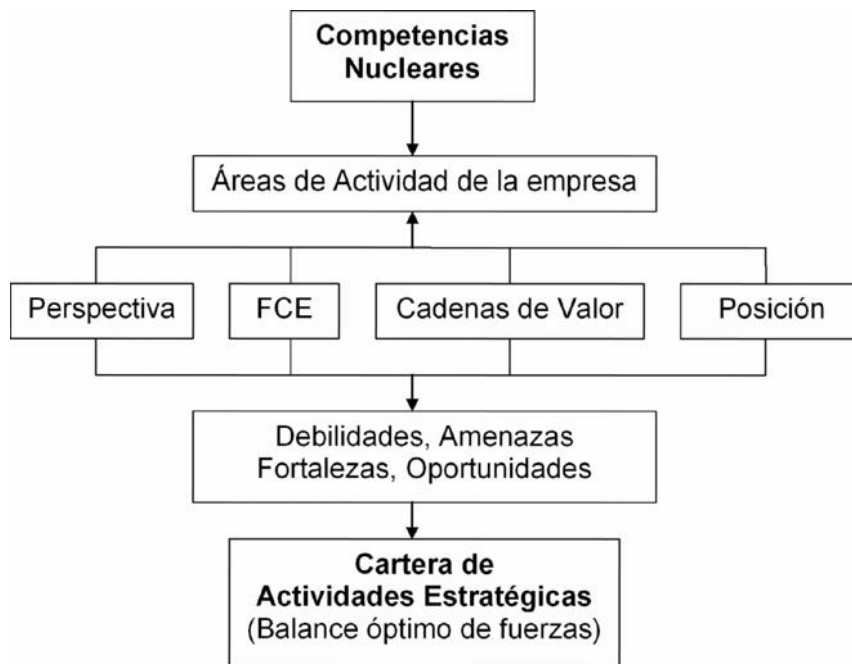 Competencias
Nucleares
Áreas de Actividad de la empresa
Perspectiva
FCE
Cadenas de Valor
Posición
Debilidades, Amenazas
Fortalezas, Oportunidades
Cartera de
Actividades Estratégicas
(Balance óptimo de fuerzas)